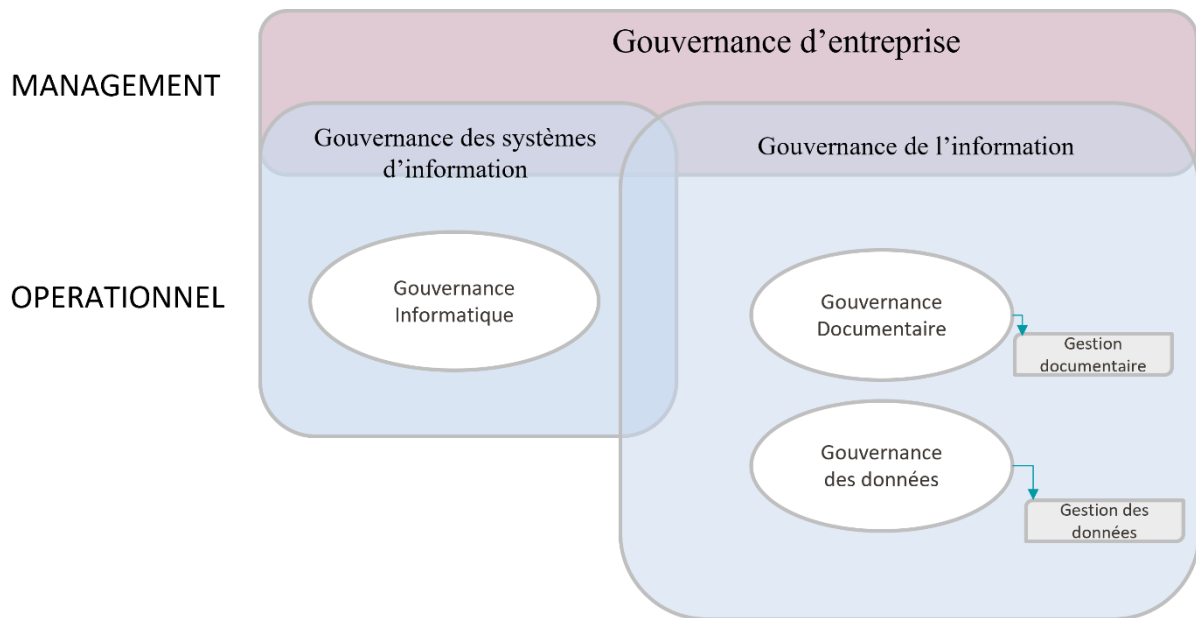 Gouvernance d’entreprise
MANAGEMENT
Gouvernance des systèmes
d’information
Gouvernance de l’information
OPERATIONNEL
Gouvernance
Informatique
Gouvernance
Documentaire
Gestion
documentaire
Gouvernance
des données
Gestion des
données